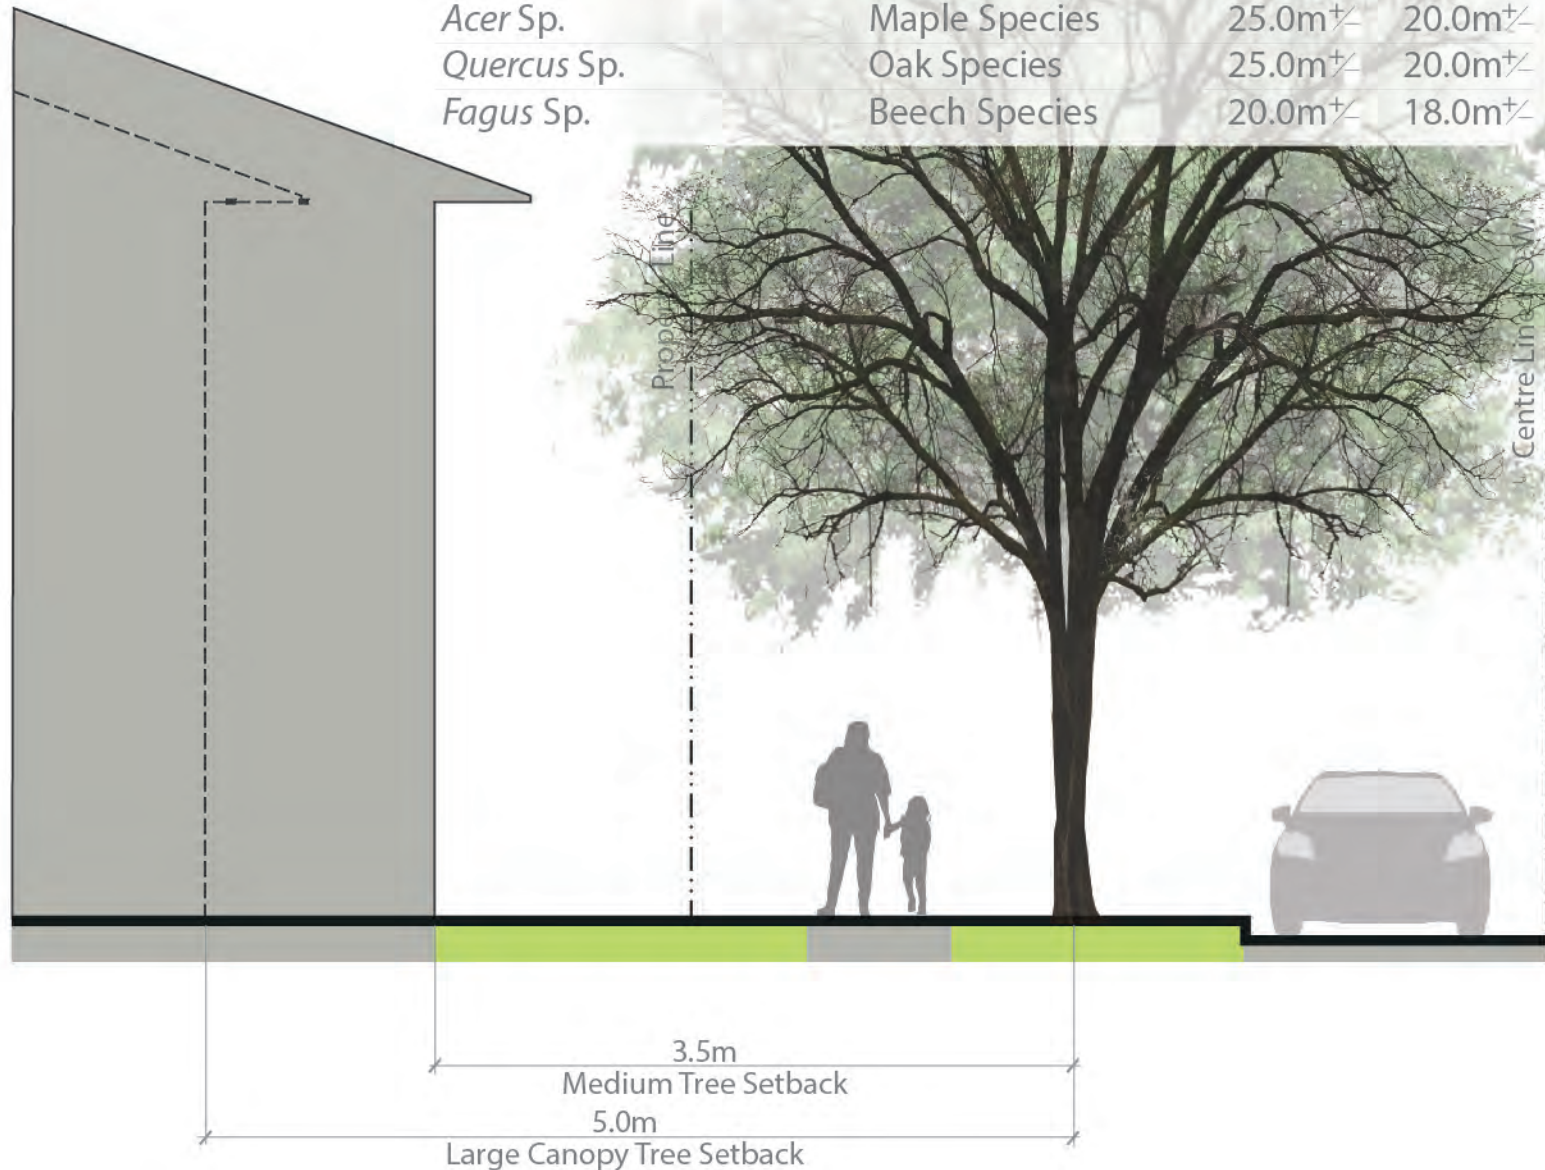 Acer Sp. Maple Species 25.0m+/- 20.0m+/-
Quercus Sp. Oak Species 25.0m+/- 20.0m+/-
Fagus Sp. Beech Species 20.0m+/- 18.0m+/-
Property Line
Centre Line
3.5m
Medium Tree Setback
5.0m
Large Canopy Tree Setback